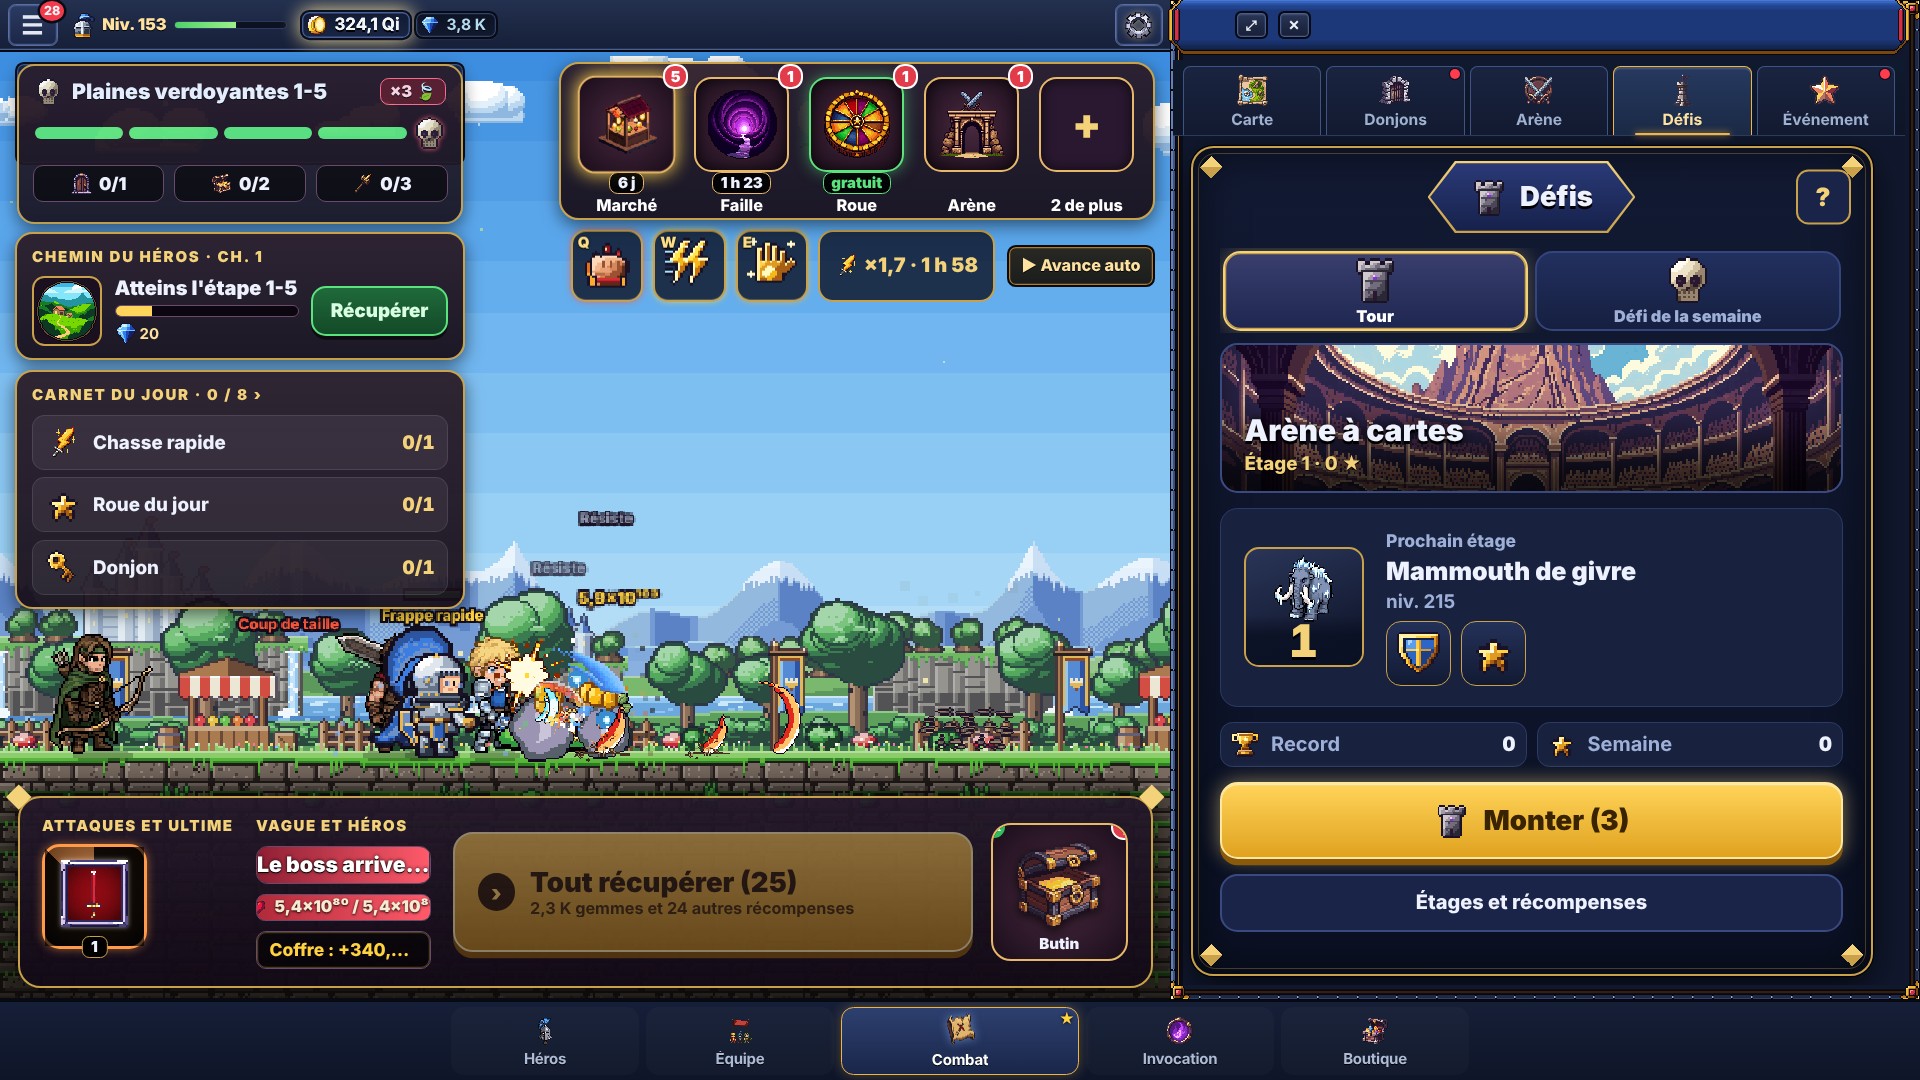 28
Niv. 153
324,1 Qi
3,8 K
Plaines verdoyantes 1-5
×3
0/1
0/2
0/3
CHEMIN DU HÉROS · CH. 1
Atteins l'étape 1-5
20
Récupérer
CARNET DU JOUR · 0 / 8 ›
Chasse rapide 0/1
Roue du jour 0/1
Donjon 0/1
5
1
1
1
+
6 j
1 h 23
gratuit
Marché
Faille
Roue
Arène
2 de plus
Q
W
E
×1,7 · 1 h 58
Avance auto
Résiste
Résiste
Coup de taille
Frappe rapide
ATTAQUES ET ULTIME
1
VAGUE ET HÉROS
Le boss arrive...
5,4×10⁸⁰ / 5,4×10⁸
Coffre : +340,...
Tout récupérer (25)
2,3 K gemmes et 24 autres récompenses
Butin
Héros
Équipe
Combat
Invocation
Boutique
Carte
Donjons
Arène
Défis
Événement
Défis
?
Tour
Défi de la semaine
Arène à cartes
Étage 1 · 0 ★
1
Prochain étage
Mammouth de givre
niv. 215
Record 0
Semaine 0
Monter (3)
Étages et récompenses